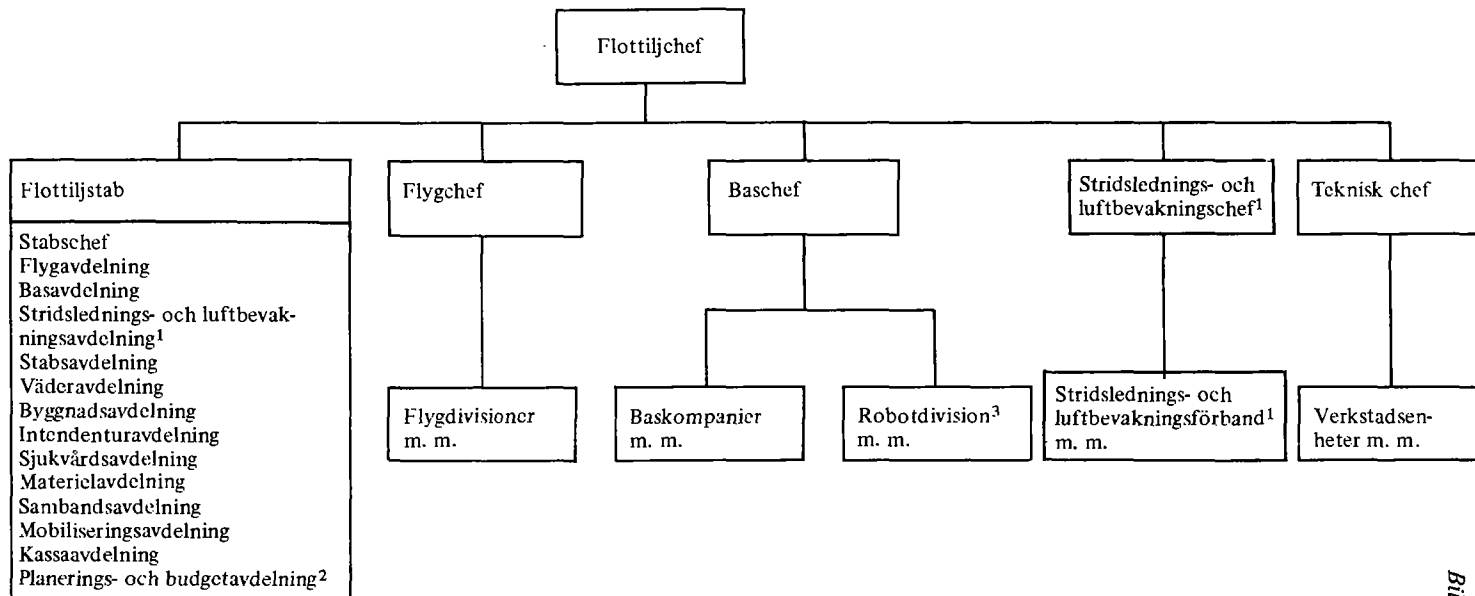 Flottiljchef
Flottiljstab
Stabschef
Flygavdelning
Basavdelning
Stridslednings- och luftbevak-
ningsavdelning1
Stabsavdelning
Väderavdelning
Byggnadsavdelning
Intendenturavdelning
Sjukvårdsavdelning
Materielavdelning
Sambandsavdelning
Mobiliseringsavdelning
Kassaavdelning
Planerings- och budgetavdelning2
Flygchef
Flygdivisioner
m. m.
Baschef
Baskompanier
m. m.
Robotdivision3
m. m.
Stridslednings- och
luftbevakningschef1
Stridslednings- och
luftbevakningsförband1
m. m.
Teknisk chef
Verkstadsen-
heter m. m.